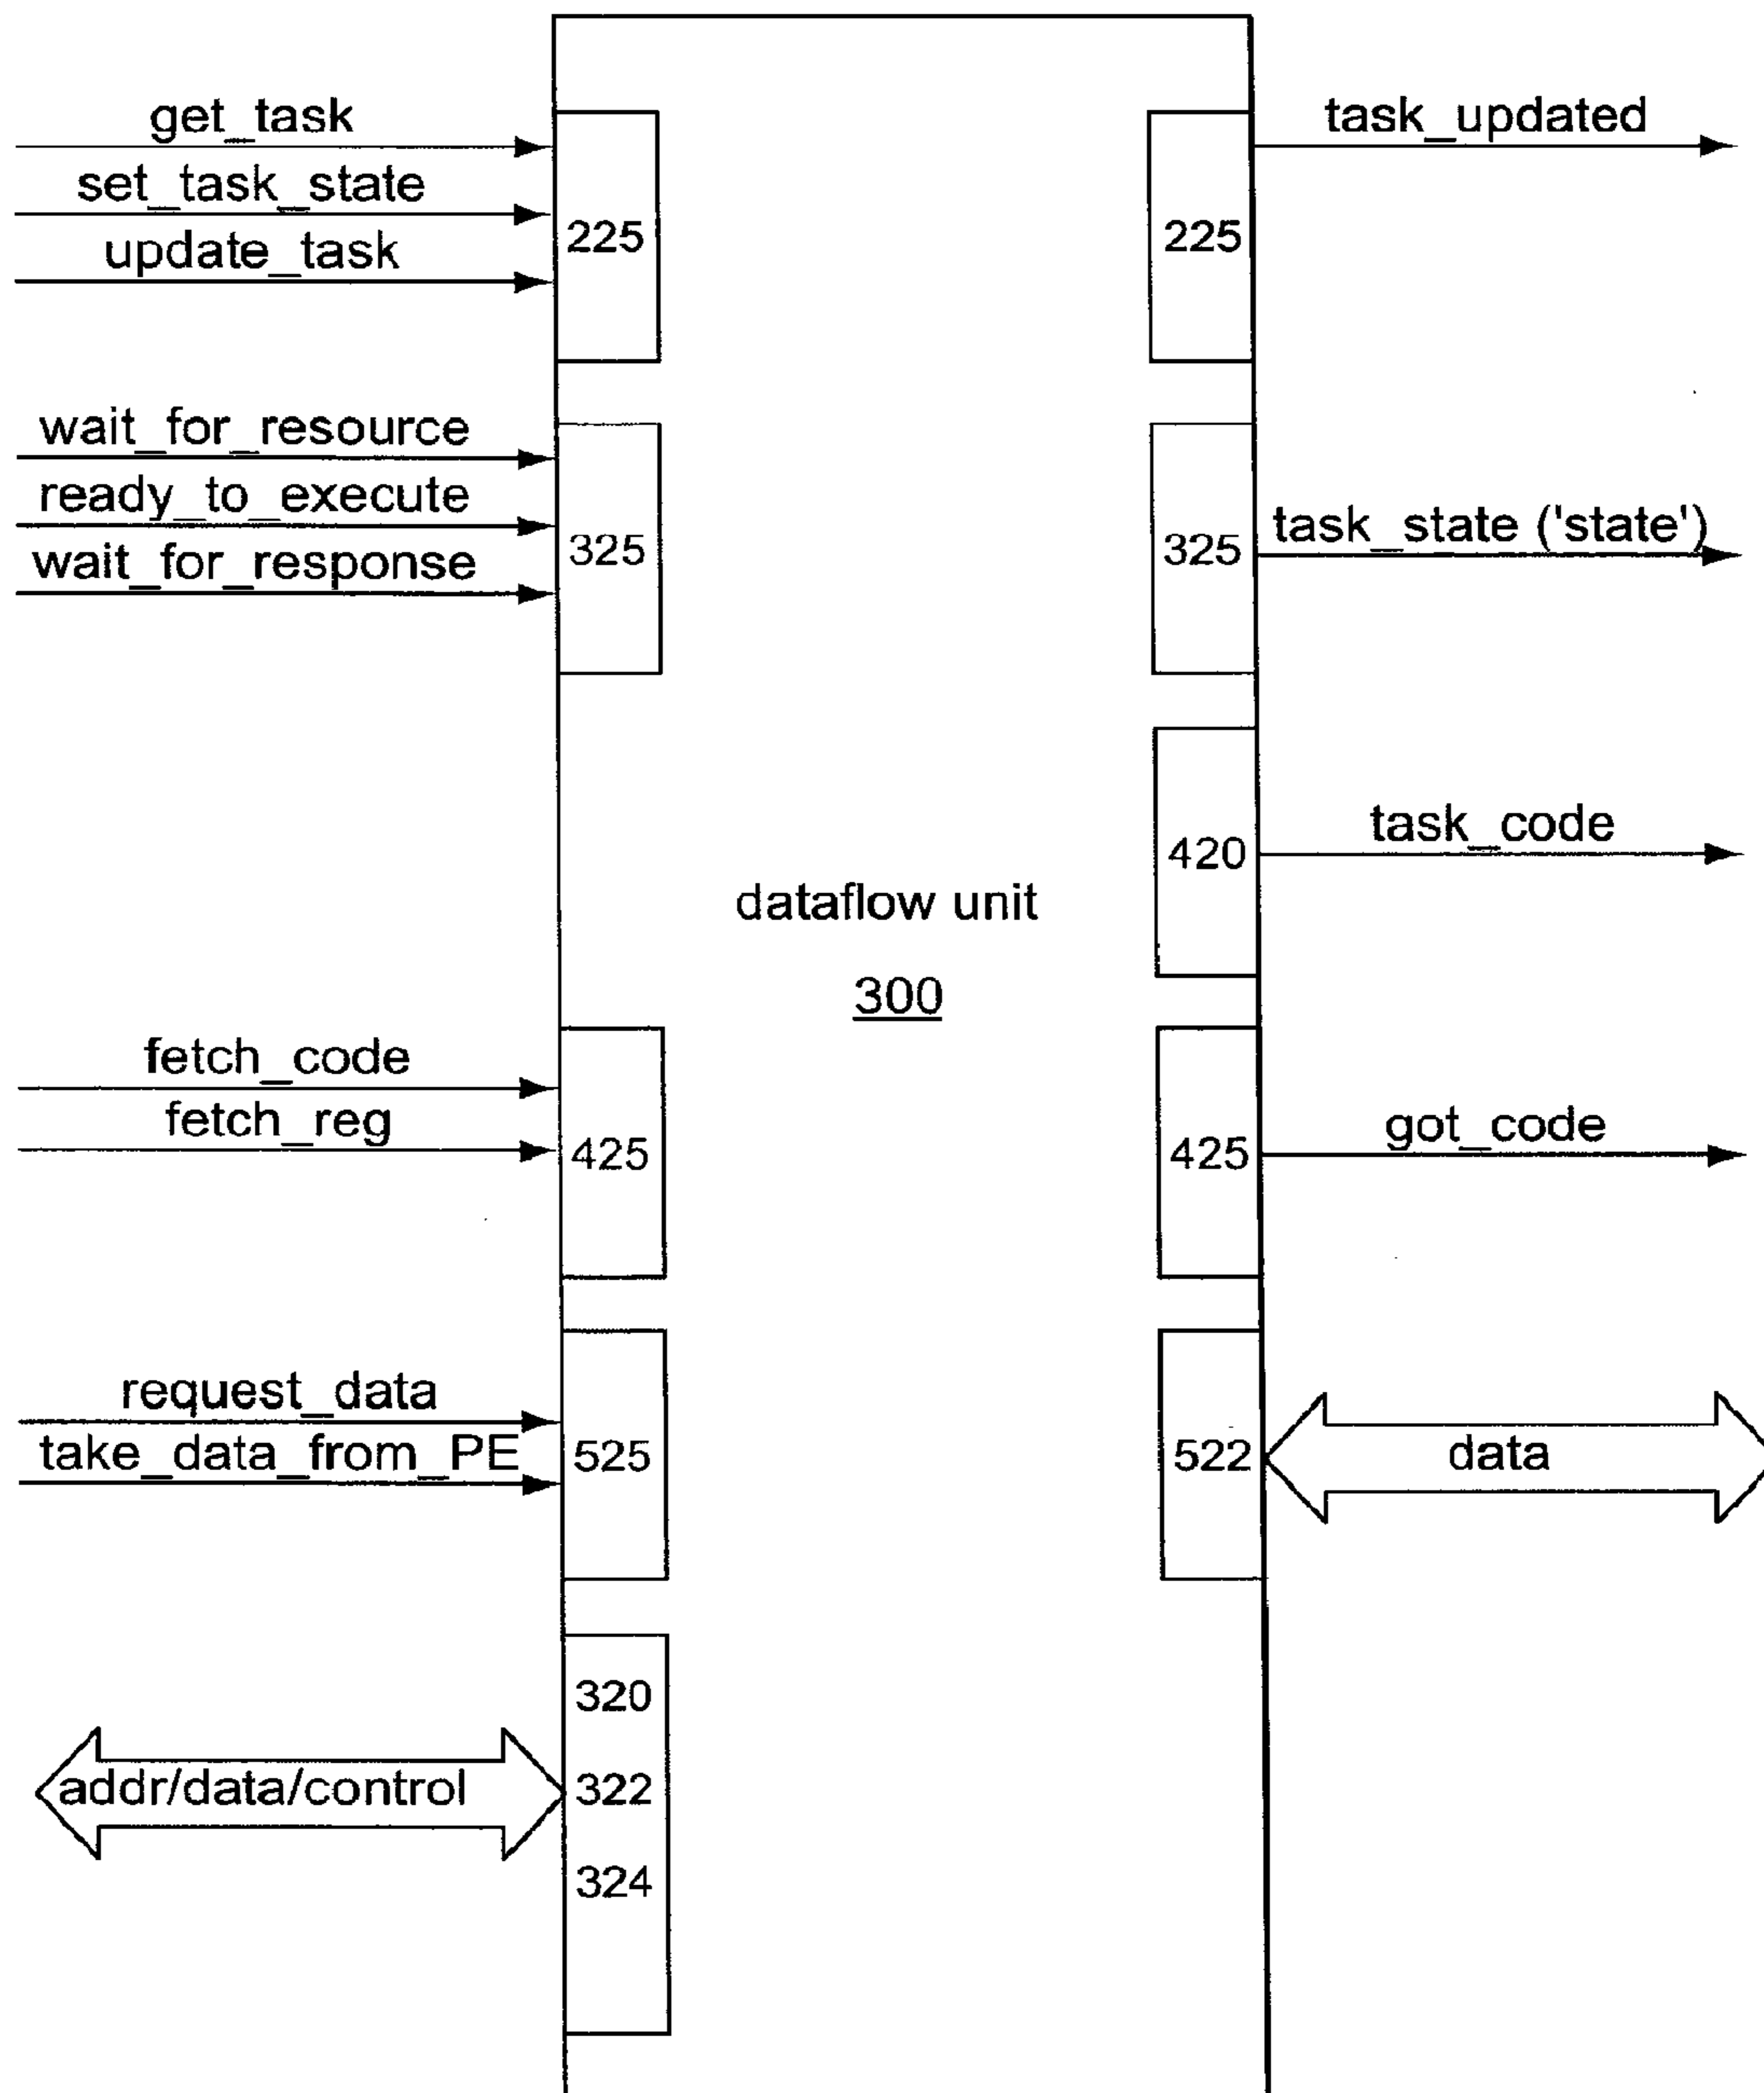 get_task
task_updated
set_task_state
update_task
225
225
wait_for_resource
ready_to_execute
wait_for_response
325
325
task_state ('state')
420
task_code
dataflow unit
300
fetch_code
fetch_reg
425
425
got_code
request_data
take_data_from_PE
525
522
data
320
addr/data/control
322
324